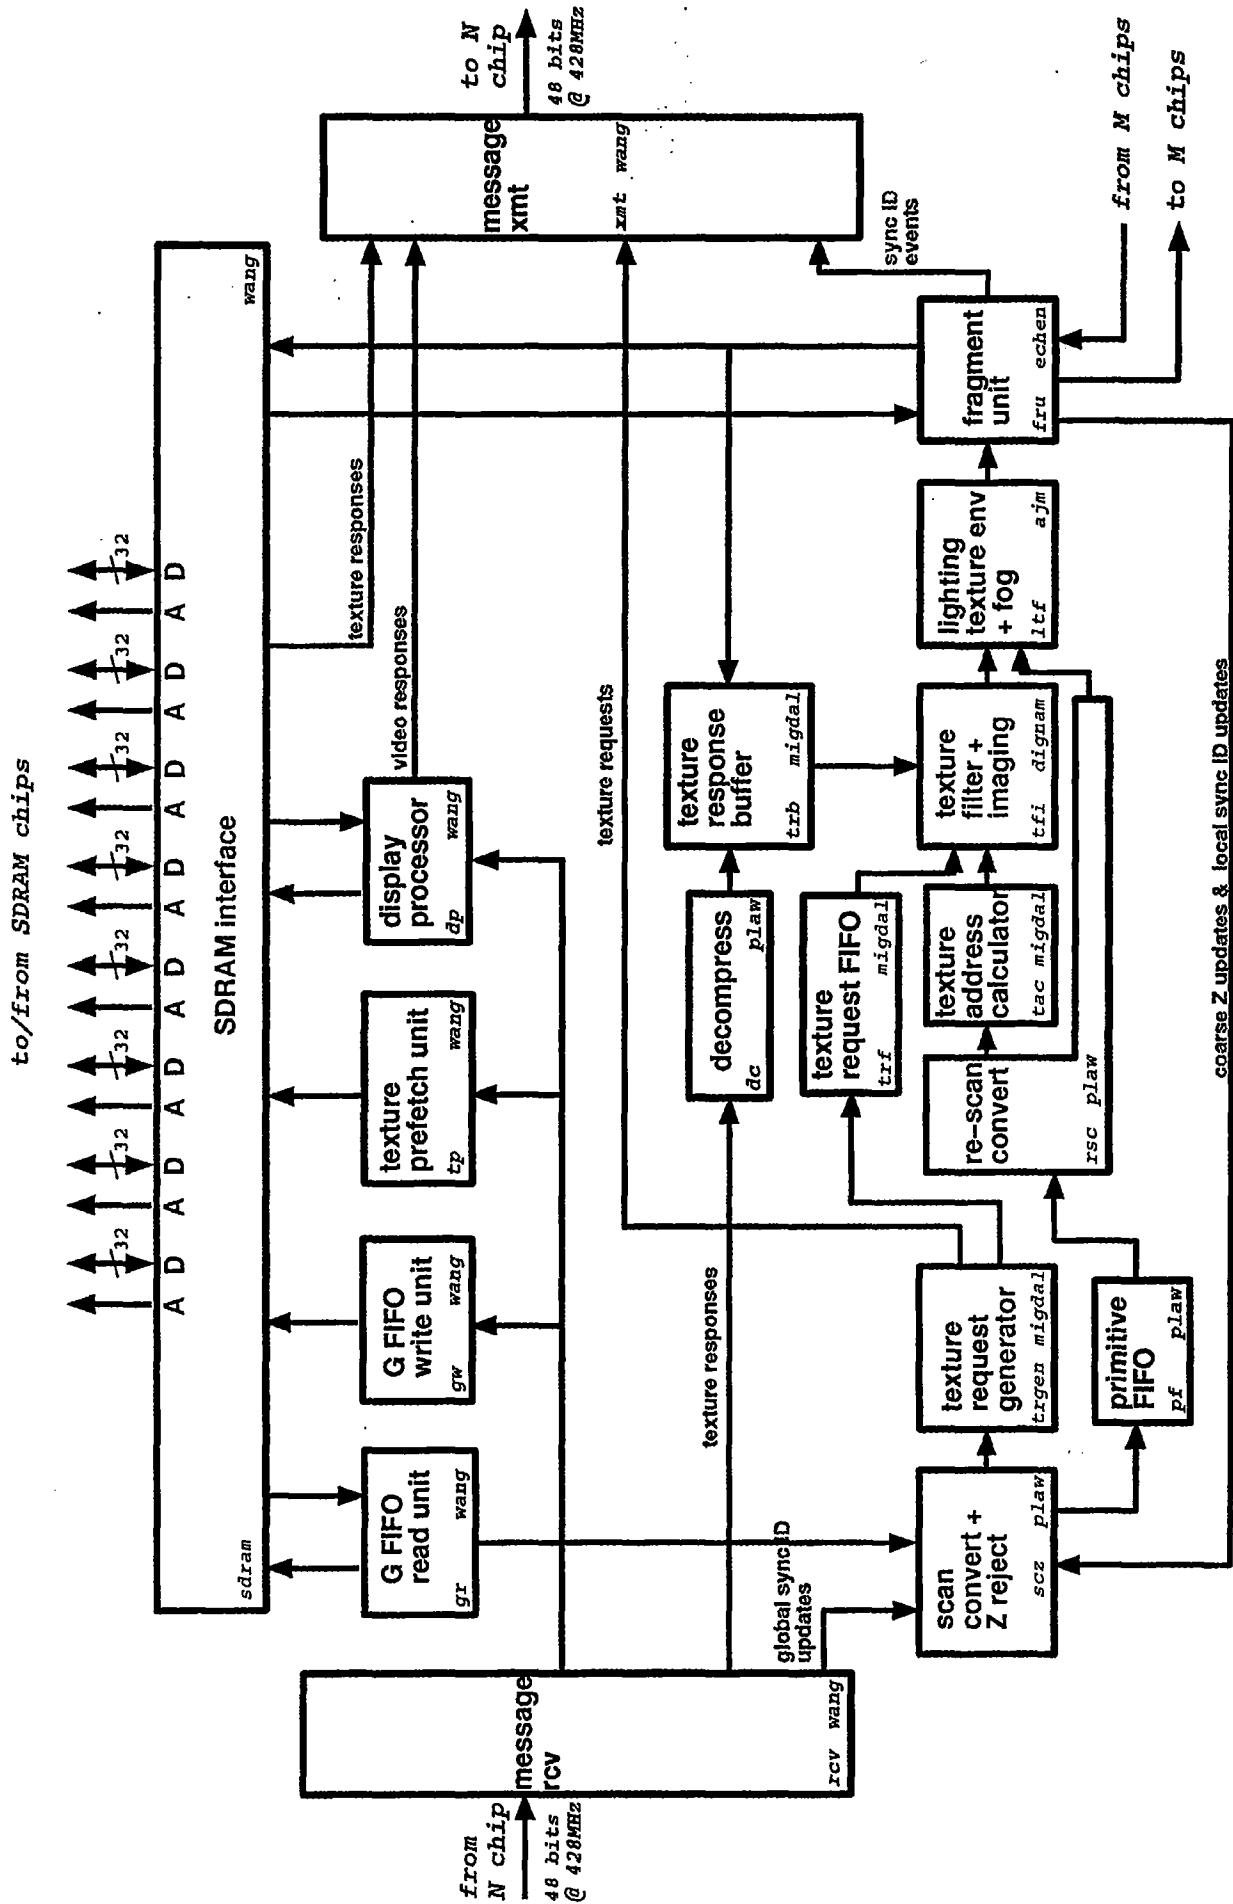 to/from SDRAM chips
32
32
32
32
32
32
32
32
A D A D A D A D A D A D A D A D
SDRAM interface
sdram
wang
G FIFO
read unit
gr wang
G FIFO
write unit
gw wang
texture
prefetch unit
tp wang
display
processor
dp wang
texture responses
video responses
from
N chip
48 bits
@ 428MHz
message
rcv
rcv wang
message
xmt
xmt wang
to N
chip
48 bits
@ 428MHz
texture requests
texture responses
decompress
dc plaw
texture
response
buffer
trb migdal
global sync ID
updates
texture
request FIFO
trf migdal
sync ID
events
scan
convert +
Z reject
scz plaw
texture
request
generator
trgen migdal
re-scan
convert
rsc plaw
texture
address
calculator
tac migdal
texture
filter +
imaging
tfi dignam
lighting
texture env
+ fog
ltf ajm
fragment
unit
fru echen
primitive
FIFO
pf plaw
from M chips
to M chips
coarse Z updates & local sync ID updates